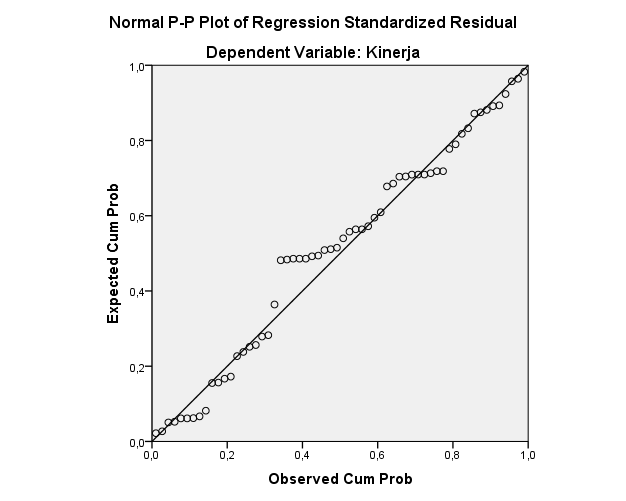 Normal P-P Plot of Regression Standardized Residual
Dependent Variable: Kinerja
1,0
0,8
0,6
0,4
0,2
0,0
Expected Cum Prob
0,0 0,2 0,4 0,6 0,8 1,0
Observed Cum Prob